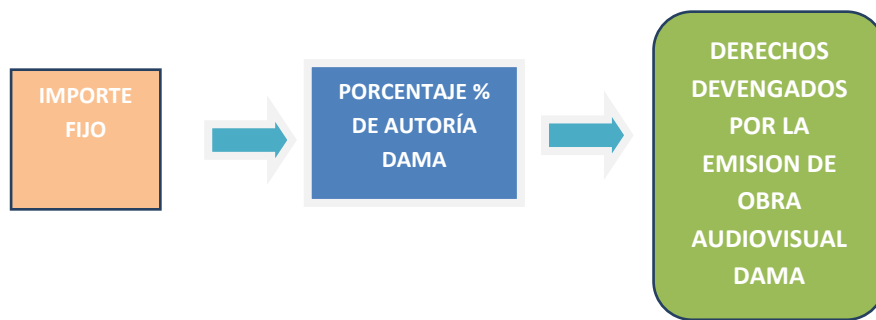 IMPORTE
FIJO
PORCENTAJE %
DE AUTORÍA
DAMA
DERECHOS
DEVENGADOS
POR LA
EMISION DE
OBRA
AUDIOVISUAL
DAMA